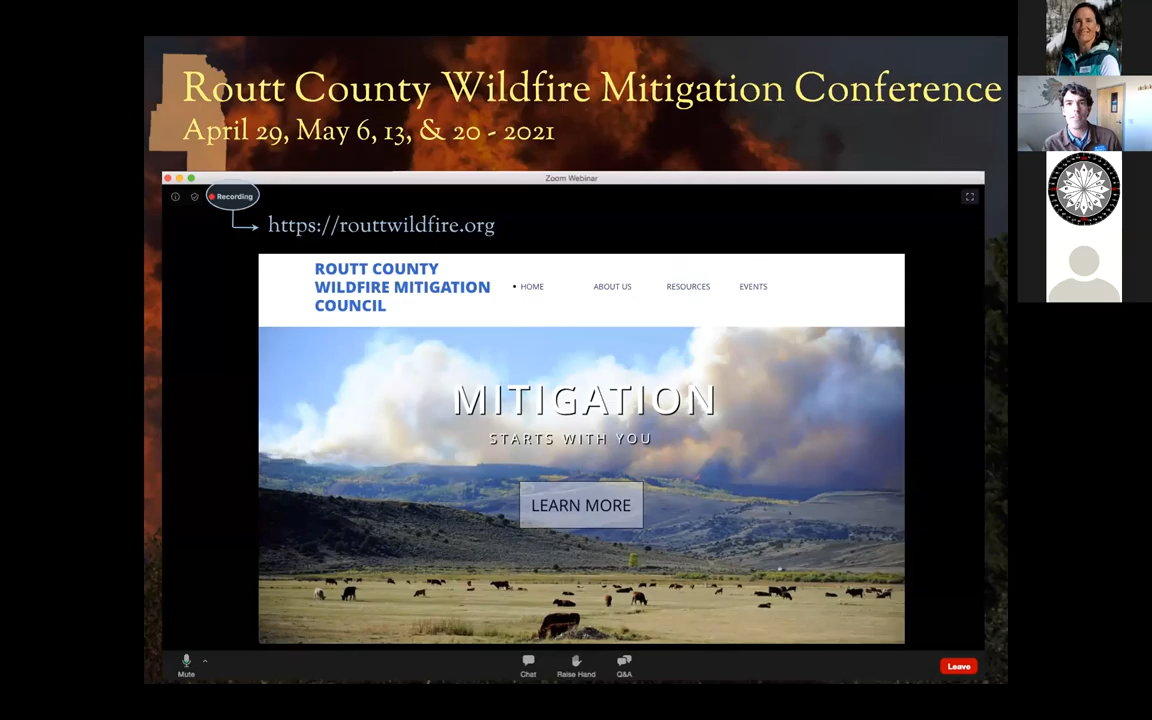 Routt County Wildfire Mitigation Conference
April 29, May 6, 13, & 20 - 2021
Zoom Webinar
Recording
https://routtwildfire.org
ROUTT COUNTY
WILDFIRE MITIGATION
COUNCIL
HOME ABOUT US RESOURCES EVENTS
MITIGATION
STARTS WITH YOU
LEARN MORE
Mute Chat Raise Hand Q&A Leave